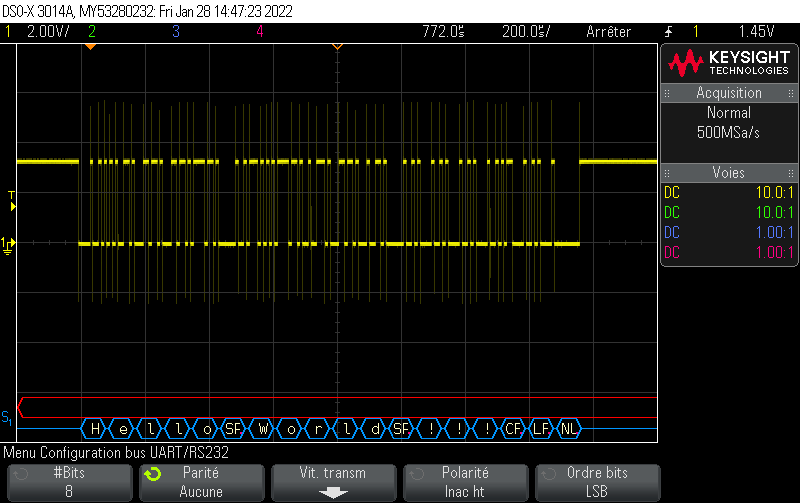 DSO-X 3014A, MY53280232: Fri Jan 28 14:47:23 2022
1 2.00V/ 2 3 4 772.0s 200.0s/ Arrêter 1 1.45V
KEYSIGHT
TECHNOLOGIES
Acquisition
Normal
500MSa/s
Voies
DC 10.0:1
DC 10.0:1
DC 1.00:1
DC 1.00:1
T
1
S1
H e l l o SF W o r l d SF ! ! ! CF LF NL
Menu Configuration bus UART/RS232
#Bits
8
Parité
Aucune
Vit. transm
Polarité
Inac ht
Ordre bits
LSB